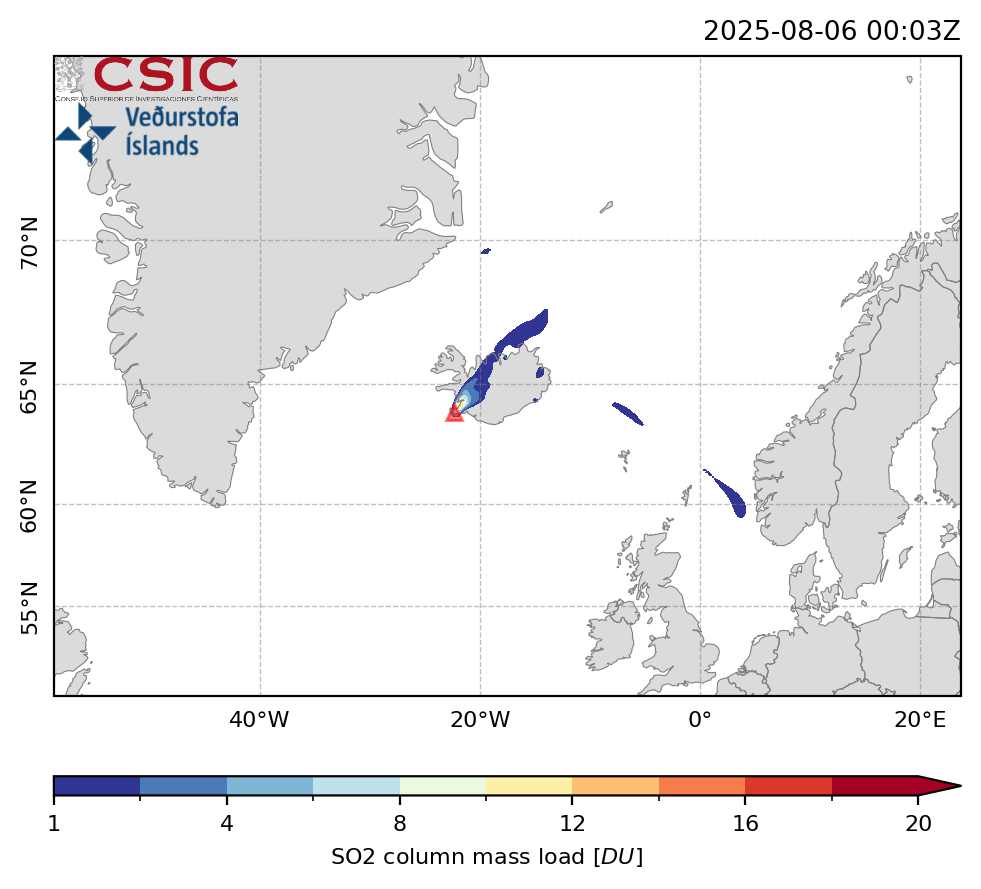 2025-08-06 00:03Z
CSIC
CONSEJO SUPERIOR DE INVESTIGACIONES CIENTÍFICAS
Veðurstofa
Íslands
70°N
65°N
60°N
55°N
40°W 20°W 0° 20°E
1 4 8 12 16 20
SO2 column mass load [DU]